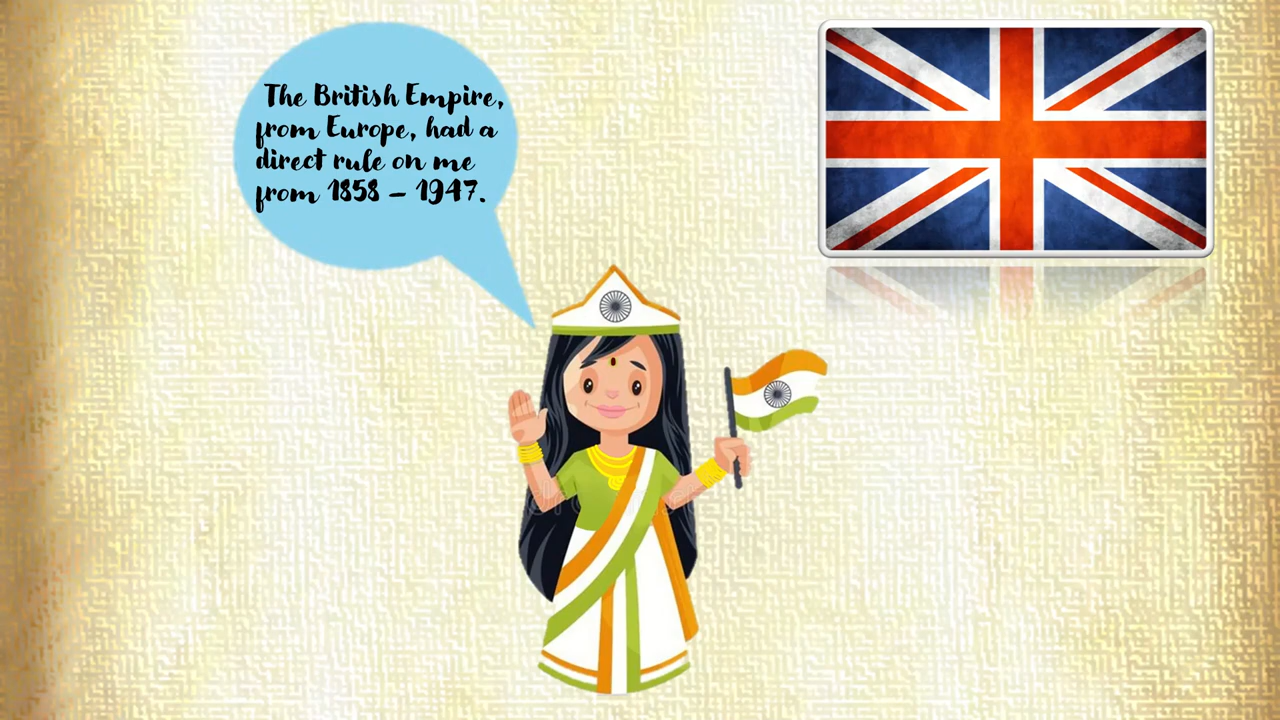 The British Empire,
from Europe, had a
direct rule on me
from 1858 – 1947.